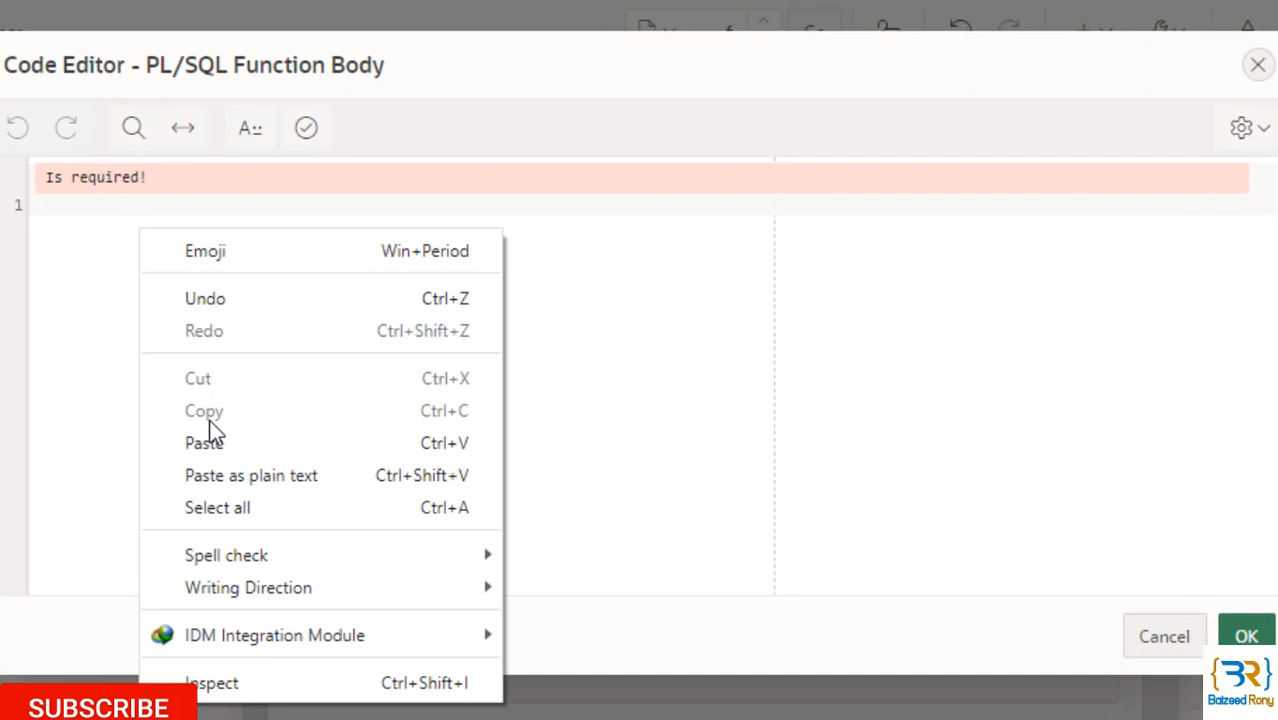 Code Editor - PL/SQL Function Body
A::
Is required!
1
Emoji Win+Period
Undo Ctrl+Z
Redo Ctrl+Shift+Z
Cut Ctrl+X
Copy Ctrl+C
Paste Ctrl+V
Paste as plain text Ctrl+Shift+V
Select all Ctrl+A
Spell check
Writing Direction
IDM Integration Module
Inspect Ctrl+Shift+I
Cancel OK
SUBSCRIBE
{BR}
Baizeed Rony